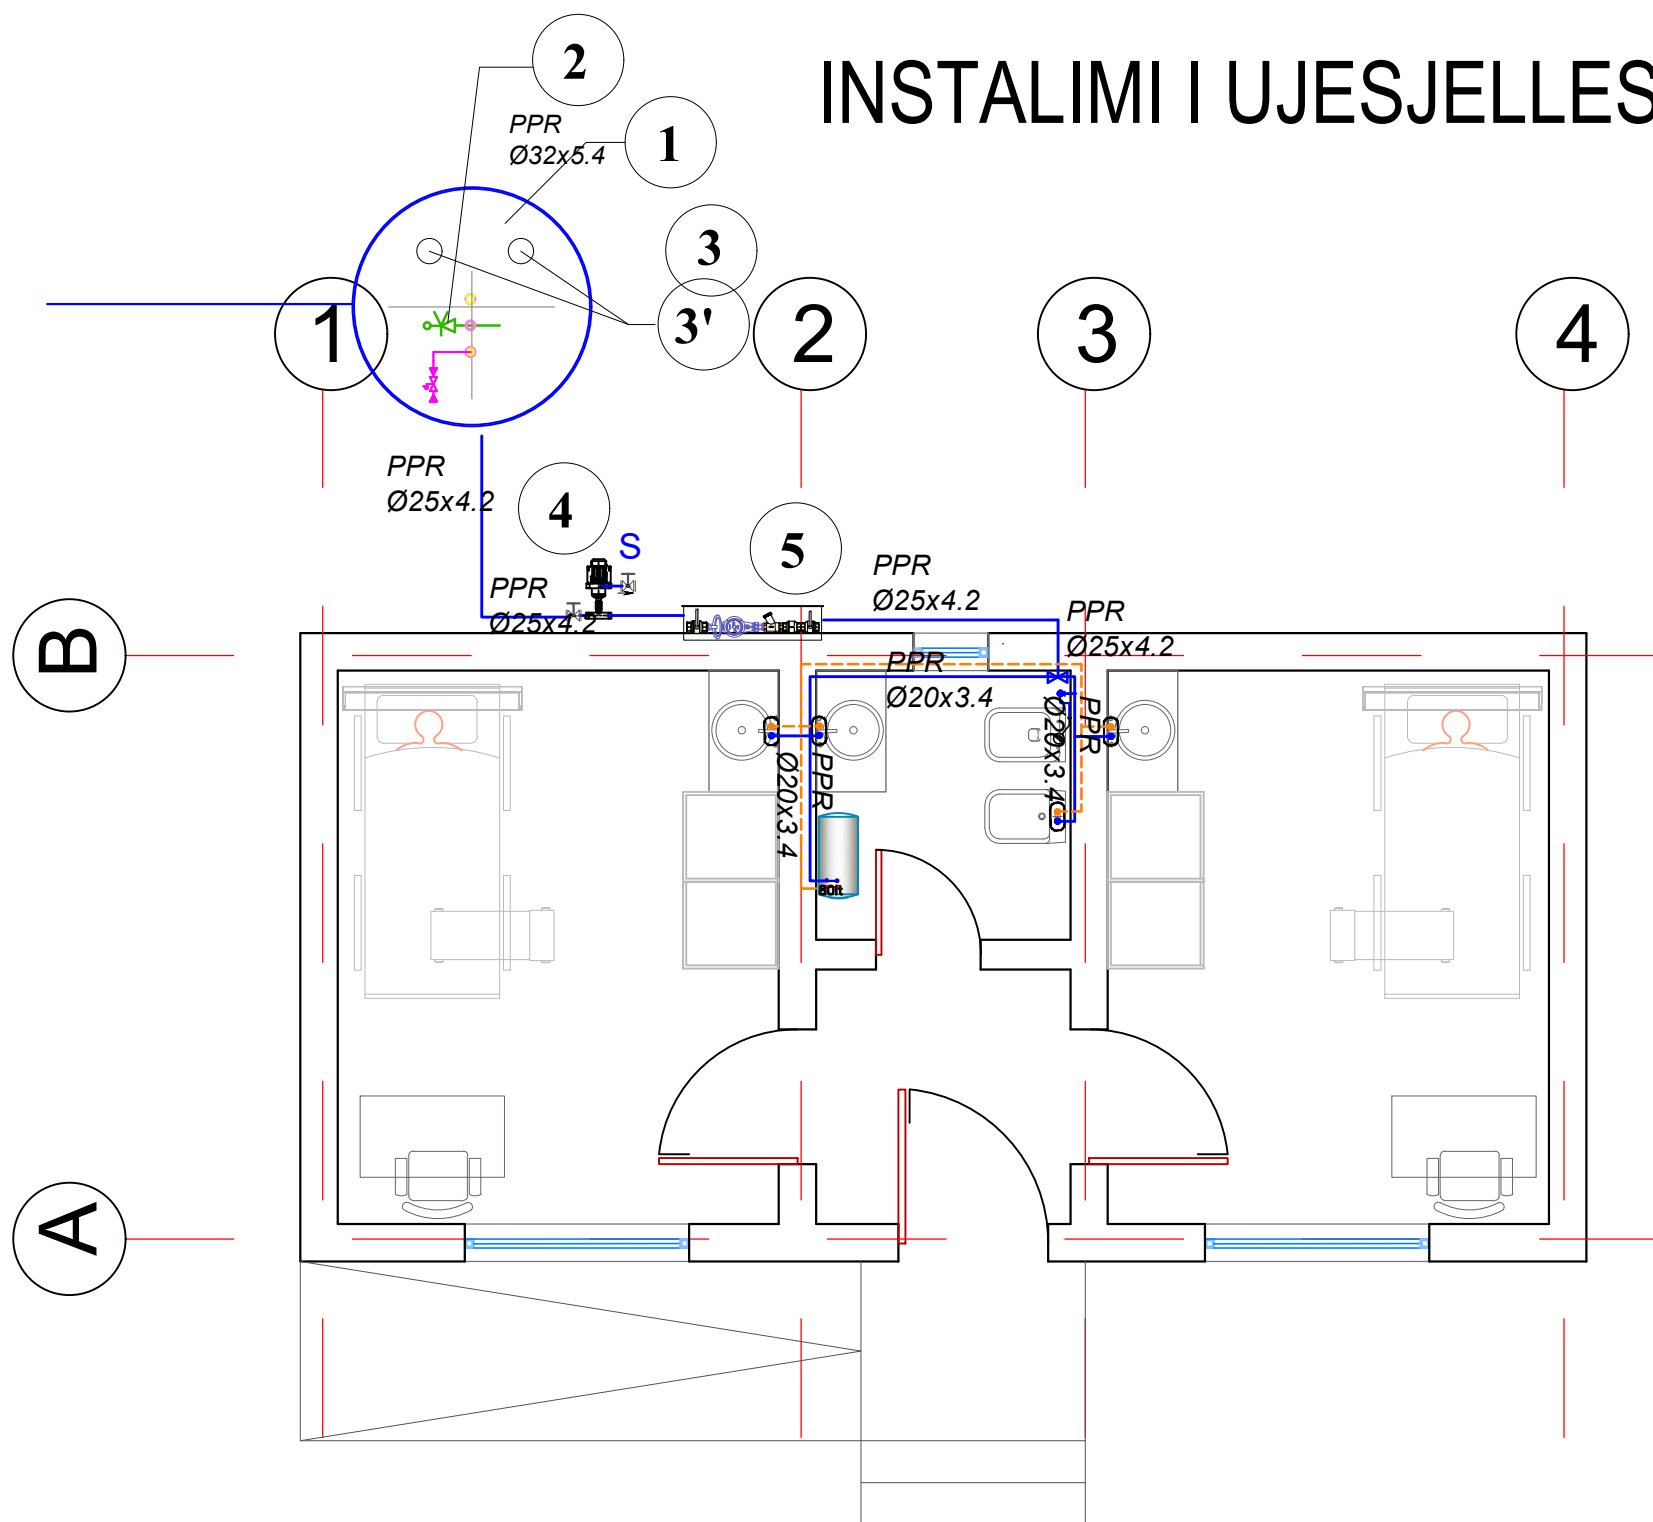 INSTALIMI I UJESJELLES
2
PPR
Ø32x5.4
1
3
3'
1
2
3
4
PPR
Ø25x4.2
4
S
5
PPR
Ø25x4.2
PPR
Ø25x4.2
PPR
Ø25x4.2
B
PPR
Ø20x3.4
PPR
Ø20x3.4
PPR
Ø20x3.4
80lt
A